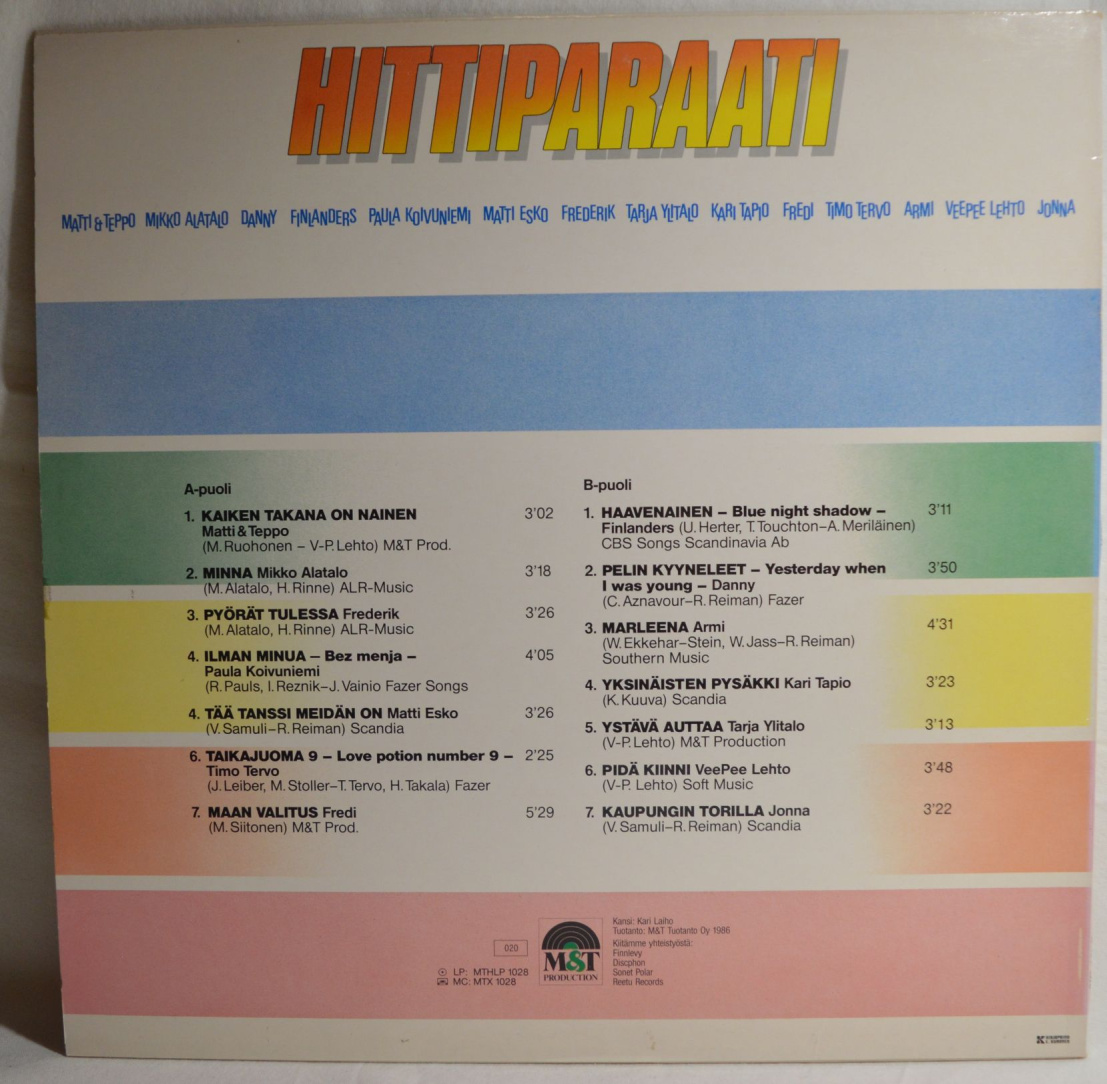 HITTIPARAATI
MATTI & TEPPO MIKKO ALATALO DANNY FINLANDERS PAULA KOIVUNIEMI MATTI ESKO FREDERIK TARJA YLITALO KARI TAPIO FREDI TIMO TERVO ARMI VEEPEE LEHTO JONNA
A-puoli
1. KAIKEN TAKANA ON NAINEN 3'02
Matti & Teppo
(M. Ruohonen – V-P. Lehto) M&T Prod.
2. MINNA Mikko Alatalo 3'18
(M. Alatalo, H. Rinne) ALR-Music
3. PYÖRÄT TULESSA Frederik 3'26
(M. Alatalo, H. Rinne) ALR-Music
4. ILMAN MINUA – Bez menja – 4'05
Paula Koivuniemi
(R. Pauls, I. Reznik–J. Vainio Fazer Songs
4. TÄÄ TANSSI MEIDÄN ON Matti Esko 3'26
(V. Samuli–R. Reiman) Scandia
6. TAIKAJUOMA 9 – Love potion number 9 – 2'25
Timo Tervo
(J. Leiber, M. Stoller–T. Tervo, H. Takala) Fazer
7. MAAN VALITUS Fredi 5'29
(M. Siitonen) M&T Prod.
B-puoli
1. HAAVENAINEN – Blue night shadow – 3'11
Finlanders (U. Herter, T. Touchton–A. Meriläinen)
CBS Songs Scandinavia Ab
2. PELIN KYYNELEET – Yesterday when 3'50
I was young – Danny
(C. Aznavour–R. Reiman) Fazer
3. MARLEENA Armi 4'31
(W. Ekkehar-Stein, W. Jass–R. Reiman)
Southern Music
4. YKSINÄISTEN PYSÄKKI Kari Tapio 3'23
(K. Kuuva) Scandia
5. YSTÄVÄ AUTTAA Tarja Ylitalo 3'13
(V-P. Lehto) M&T Production
6. PIDÄ KIINNI VeePee Lehto 3'48
(V-P. Lehto) Soft Music
7. KAUPUNGIN TORILLA Jonna 3'22
(V. Samuli–R. Reiman) Scandia
020
LP: MTHLP 1028
MC: MTX 1028
M&T
PRODUCTION
Kansi: Kari Laiho
Tuotanto: M&T Tuotanto Oy 1986
Kiitämme yhteistyöstä:
Finnlevy
Discophon
Sonet Polar
Reetu Records